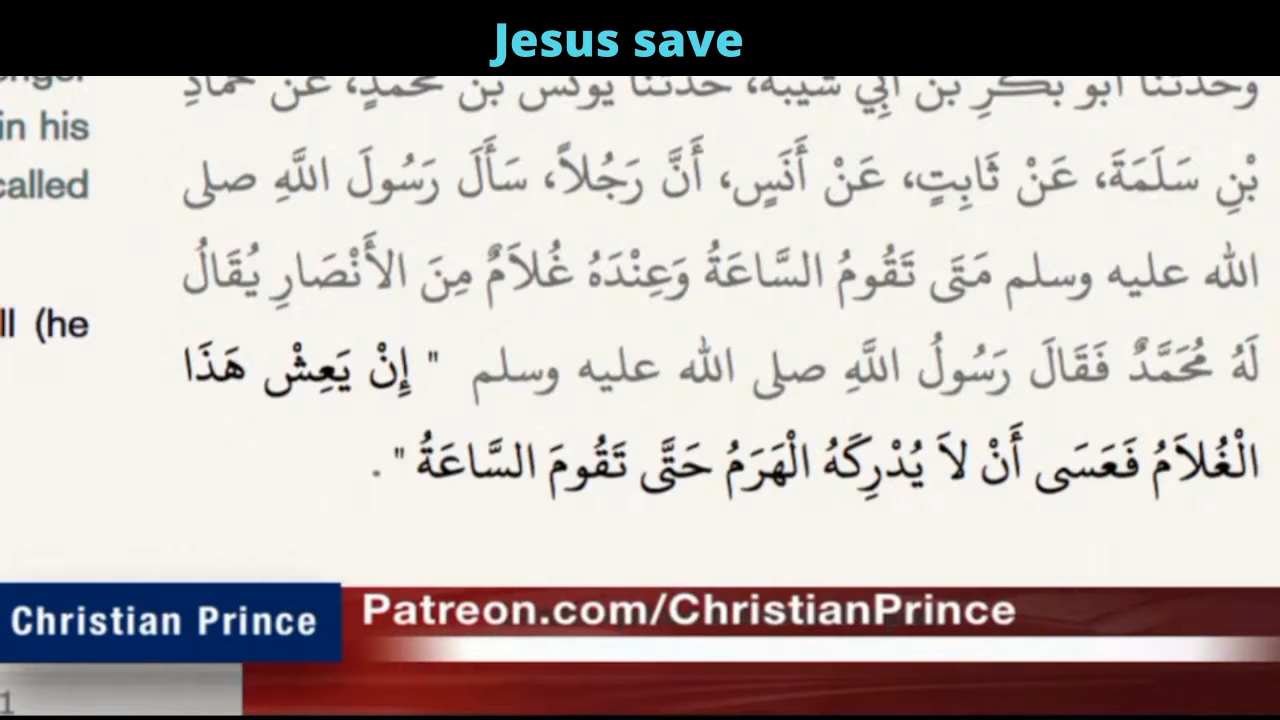 Jesus save
onger
in his
called
ll (he
وحدثنا أبو بكر بن أبي شيبة، حدثنا يونس بن محمد، عن حماد
بْنِ سَلَمَةَ، عَنْ ثَابِتٍ، عَنْ أَنَسٍ، أَنَّ رَجُلاً، سَأَلَ رَسُولَ اللَّهِ صلى
الله عليه وسلم مَتَى تَقُومُ السَّاعَةُ وَعِنْدَهُ غُلاَمٌ مِنَ الأَنْصَارِ يُقَالُ
لَهُ مُحَمَّدٌ فَقَالَ رَسُولُ اللَّهِ صلى الله عليه وسلم " إِنْ يَعِشْ هَذَا
الْغُلاَمُ فَعَسَى أَنْ لاَ يُدْرِكَهُ الْهَرَمُ حَتَّى تَقُومَ السَّاعَةُ " .
Christian Prince
Patreon.com/ChristianPrince
1